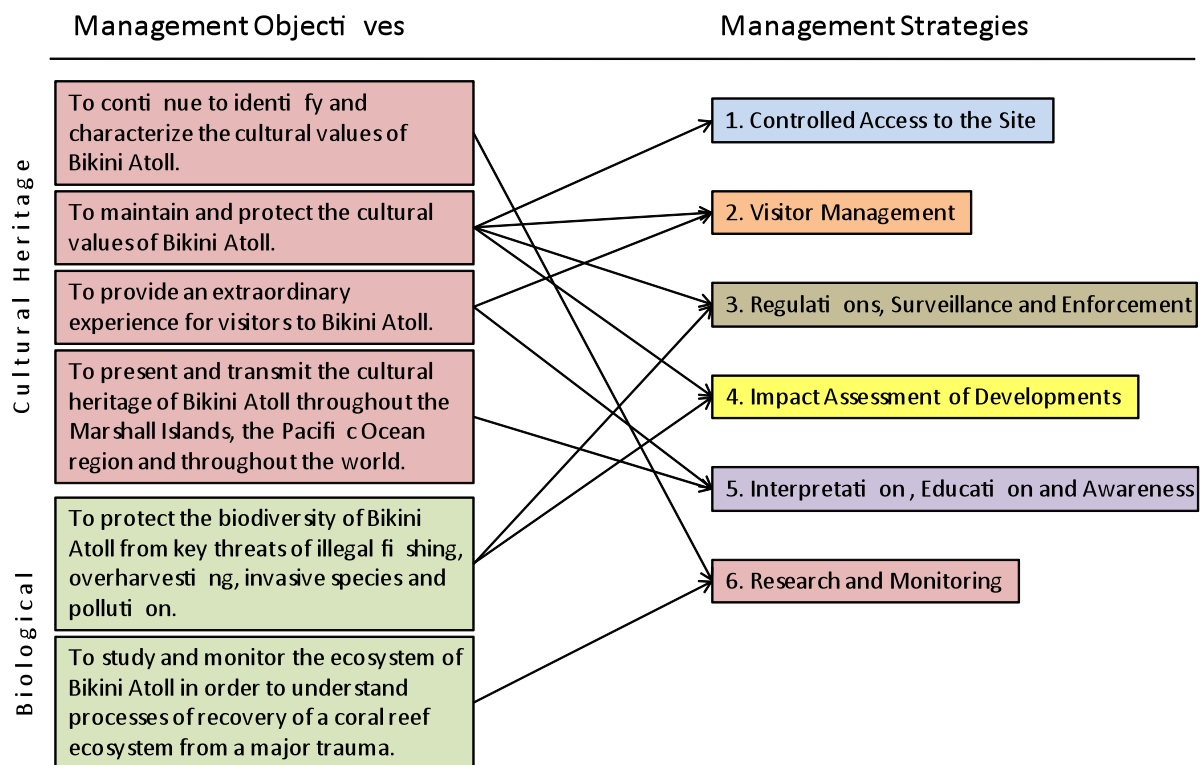 Management Objecti ves
Management Strategies
Cultural Heritage
To conti nue to identi fy and
characterize the cultural values of
Bikini Atoll.
To maintain and protect the cultural
values of Bikini Atoll.
To provide an extraordinary
experience for visitors to Bikini Atoll.
To present and transmit the cultural
heritage of Bikini Atoll throughout the
Marshall Islands, the Pacifi c Ocean
region and throughout the world.
Biological
To protect the biodiversity of Bikini
Atoll from key threats of illegal fi shing,
overharvesti ng, invasive species and
polluti on.
To study and monitor the ecosystem of
Bikini Atoll in order to understand
processes of recovery of a coral reef
ecosystem from a major trauma.
1. Controlled Access to the Site
2. Visitor Management
3. Regulati ons, Surveillance and Enforcement
4. Impact Assessment of Developments
5. Interpretati on , Educati on and Awareness
6. Research and Monitoring